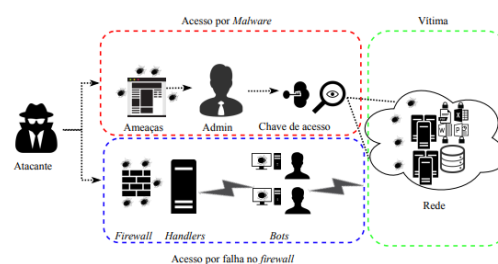 Acesso por Malware
Vítima
Ameaças
Admin
Chave de acesso
Atacante
Rede
Firewall
Handlers
Bots
Acesso por falha no firewall